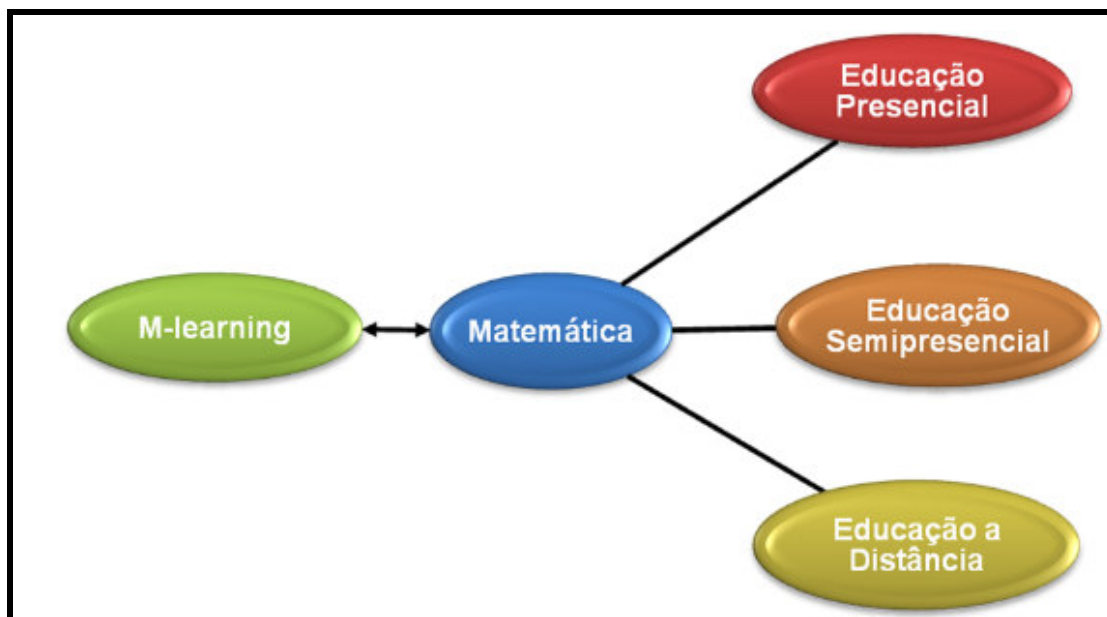 Educação
Presencial
M-learning
Matemática
Educação
Semipresencial
Educação a
Distância